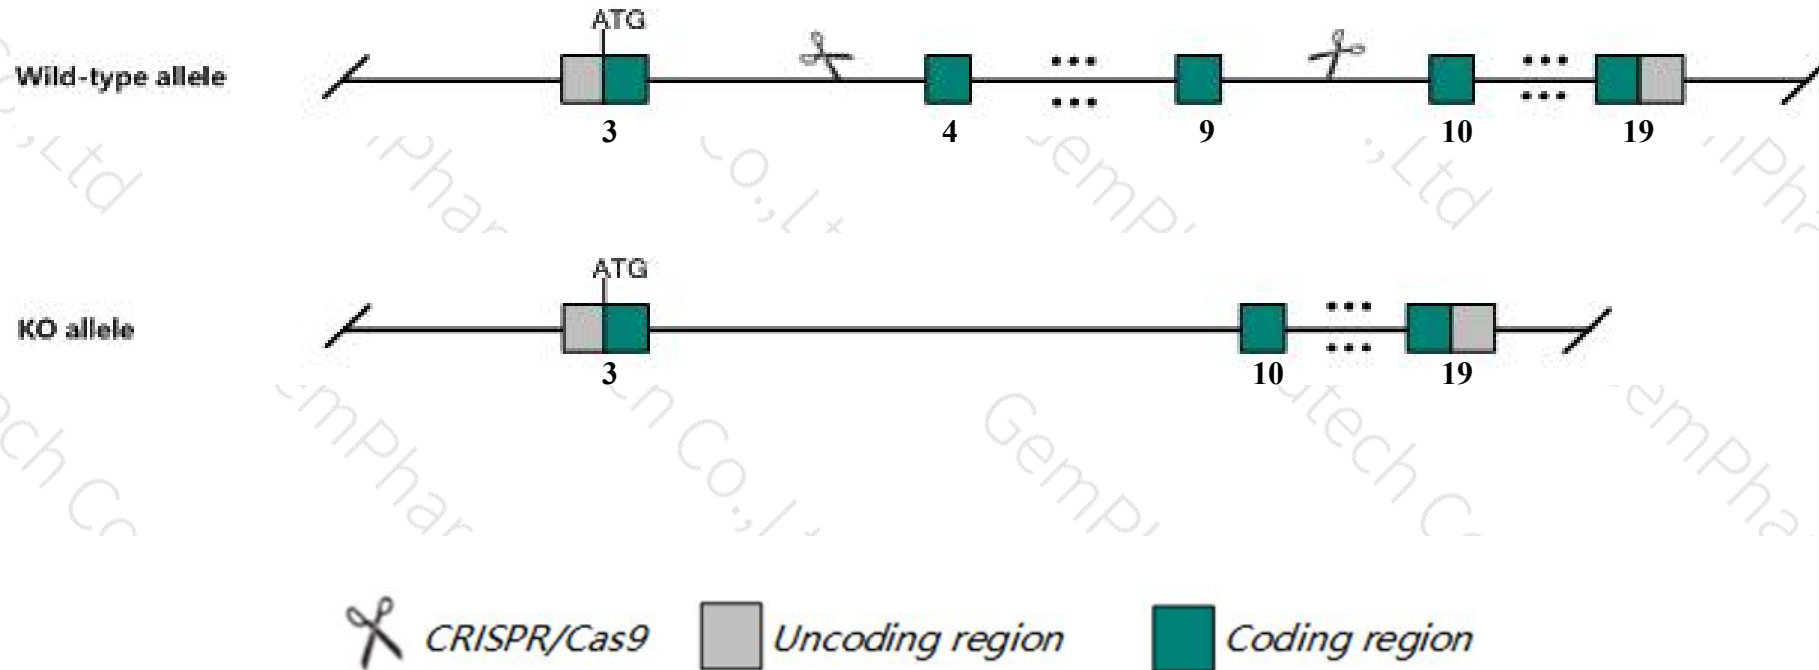 ATG
Wild-type allele
3 4 9 10 19
ATG
KO allele
3 10 19
CRISPR/Cas9 Uncoding region Coding region